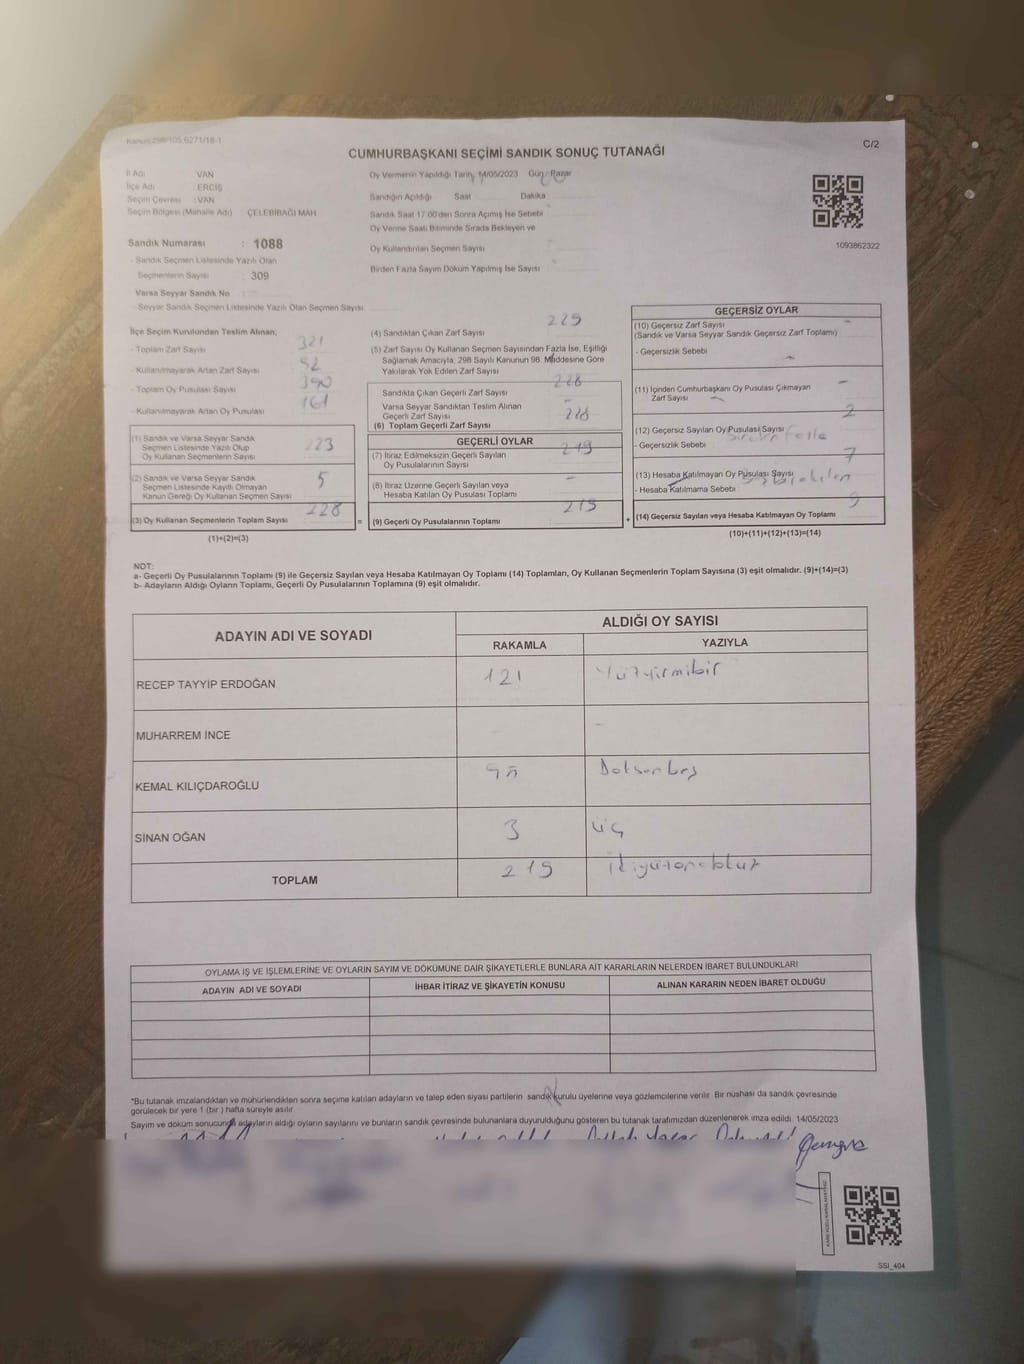 Kanun:298/105,6271/18-1
C/2
CUMHURBAŞKANI SEÇİMİ SANDIK SONUÇ TUTANAĞI
İl Adı : VAN
İlçe Adı : ERCİŞ
Seçim Çevresi : VAN
Seçim Bölgesi (Mahalle Adı) ÇELEBİBAĞI MAH.
Sandık Numarası : 1088
- Sandık Seçmen Listesinde Yazılı Olan
Seçmenlerin Sayısı : 309
Varsa Seyyar Sandık No :
- Seyyar Sandık Seçmen Listesinde Yazılı Olan Seçmen Sayısı
Oy Vermenin Yapıldığı Tarih, 14/05/2023 Gün: Pazar
Sandığın Açıldığı Saat Dakika
Sandık Saat 17.00'den Sonra Açılmış İse Sebebi
Oy Verme Saati Bitiminde Sırada Bekleyen ve
Oy Kullandırılan Seçmen Sayısı
Birden Fazla Sayım Döküm Yapılmış İse Sayısı
1093862322
İlçe Seçim Kurulundan Teslim Alınan;
- Toplam Zarf Sayısı 321
- Kullanılmayarak Artan Zarf Sayısı 92
- Toplam Oy Pusulası Sayısı 390
- Kullanılmayarak Artan Oy Pusulası 161
(1) Sandık ve Varsa Seyyar Sandık
Seçmen Listesinde Yazılı Olup
Oy Kullanan Seçmenlerin Sayısı 223
(2) Sandık ve Varsa Seyyar Sandık
Seçmen Listesinde Kayıtlı Olmayan
Kanun Gereği Oy Kullanan Seçmen Sayısı 5
(3) Oy Kullanan Seçmenlerin Toplam Sayısı 228
(1)+(2)=(3)
(4) Sandıktan Çıkan Zarf Sayısı 229
(5) Zarf Sayısı Oy Kullanan Seçmen Sayısından Fazla İse, Eşitliği
Sağlamak Amacıyla, 298 Sayılı Kanunun 98. Maddesine Göre
Yakılarak Yok Edilen Zarf Sayısı
Sandıkta Çıkan Geçerli Zarf Sayısı 228
Varsa Seyyar Sandıktan Teslim Alınan
Geçerli Zarf Sayısı -
(6) Toplam Geçerli Zarf Sayısı 228
GEÇERLİ OYLAR
(7) İtiraz Edilmeksizin Geçerli Sayılan
Oy Pusulalarının Sayısı 219
(8) İtiraz Üzerine Geçerli Sayılan veya
Hesaba Katılan Oy Pusulası Toplamı -
= (9) Geçerli Oy Pusulalarının Toplamı 219
GEÇERSİZ OYLAR
(10) Geçersiz Zarf Sayısı -
(Sandık ve Varsa Seyyar Sandık Geçersiz Zarf Toplamı)
- Geçersizlik Sebebi
(11) İçinden Cumhurbaşkanı Oy Pusulası Çıkmayan -
Zarf Sayısı
(12) Geçersiz Sayılan Oy Pusulası Sayısı 2
- Geçersizlik Sebebi Birden fazla
(13) Hesaba Katılmayan Oy Pusulası Sayısı 7
- Hesaba Katılmama Sebebi
+ (14) Geçersiz Sayılan veya Hesaba Katılmayan Oy Toplamı 9
(10)+(11)+(12)+(13)=(14)
NOT:
a- Geçerli Oy Pusulalarının Toplamı (9) ile Geçersiz Sayılan veya Hesaba Katılmayan Oy Toplamı (14) Toplamları, Oy Kullanan Seçmenlerin Toplam Sayısına (3) eşit olmalıdır. (9)+(14)=(3)
b- Adayların Aldığı Oyların Toplamı, Geçerli Oy Pusulalarının Toplamına (9) eşit olmalıdır.
ADAYIN ADI VE SOYADI
ALDIĞI OY SAYISI
RAKAMLA YAZIYLA
RECEP TAYYİP ERDOĞAN 121 Yüzyirmibir
MUHARREM İNCE - -
KEMAL KILIÇDAROĞLU 95 Doksanbeş
SİNAN OĞAN 3 üç
TOPLAM 219 ikiyüzondokuz
OYLAMA İŞ VE İŞLEMLERİNE VE OYLARIN SAYIM VE DÖKÜMÜNE DAİR ŞİKAYETLERLE BUNLARA AİT KARARLARIN NELERDEN İBARET BULUNDUKLARI
ADAYIN ADI VE SOYADI İHBAR İTİRAZ VE ŞİKAYETİN KONUSU ALINAN KARARIN NEDEN İBARET OLDUĞU
*Bu tutanak imzalandıktan ve mühürlendikten sonra seçime katılan adayların ve talep eden siyasi partilerin sandık kurulu üyelerine veya gözlemcilerine verilir. Bir nüshası da sandık çevresinde
görülecek bir yere 1 (bir ) hafta süreyle asılır.
Sayım ve döküm sonucunda adayların aldığı oyların sayılarını ve bunların sandık çevresinde bulunanlara duyurulduğunu gösteren bu tutanak tarafımızdan düzenlenerek imza edildi. 14/05/2023
SSI_404